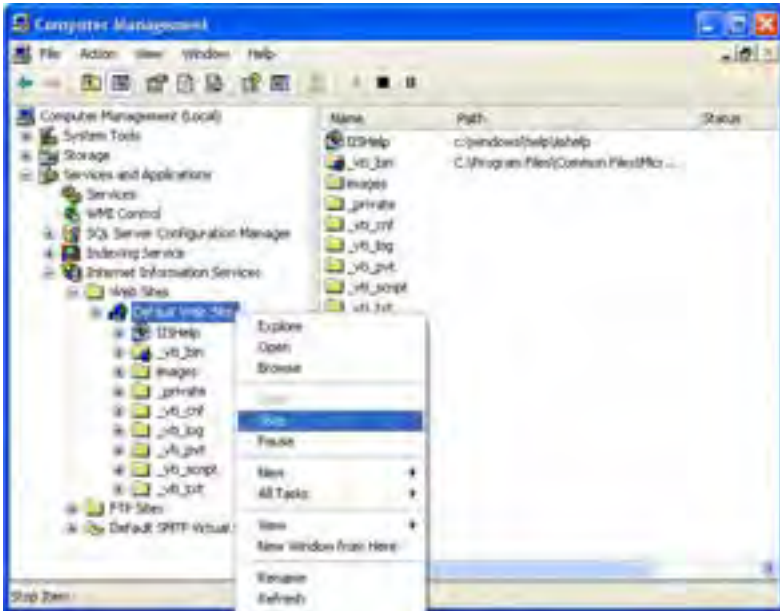 Computer Management
File Action View Window Help
Computer Management (Local)
System Tools
Storage
Services and Applications
Services
WMI Control
SQL Server Configuration Manager
Indexing Service
Internet Information Services
Web Sites
Default Web Site
IISHelp
_vti_bin
images
_private
_vti_cnf
_vti_log
_vti_pvt
_vti_script
_vti_txt
FTP Sites
Default SMTP Virtual
Name Path Status
IISHelp c:\windows\help\iishelp
_vti_bin C:\Program Files\Common Files\Micr...
images
_private
_vti_cnf
_vti_log
_vti_pvt
_vti_script
_vti_txt
Explore
Open
Browse
Start
Stop
Pause
New
All Tasks
View
New Window from Here
Rename
Refresh
Stop Item